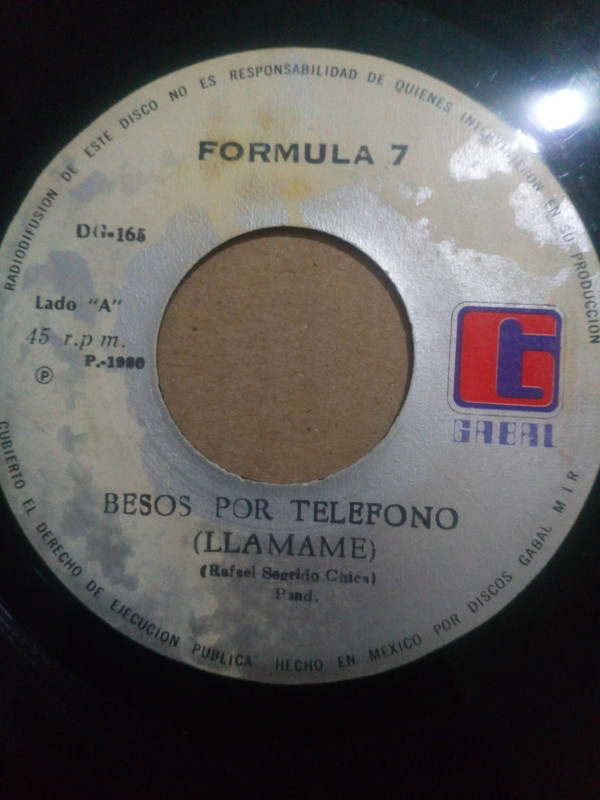 RADIODIFUSION DE ESTE DISCO NO ES RESPONSABILIDAD DE QUIENES INTERVINIERON EN SU PRODUCCION
FORMULA 7
DG-165
Lado "A"
45 r.p m.
P.-1980
Ⓟ
G
GABAL
BESOS POR TELEFONO
(LLAMAME)
(Rafael Segrido Chica)
Pand.
CUBIERTO EL DERECHO DE EJECUCION PUBLICA HECHO EN MEXICO POR DISCOS GABAL M I R